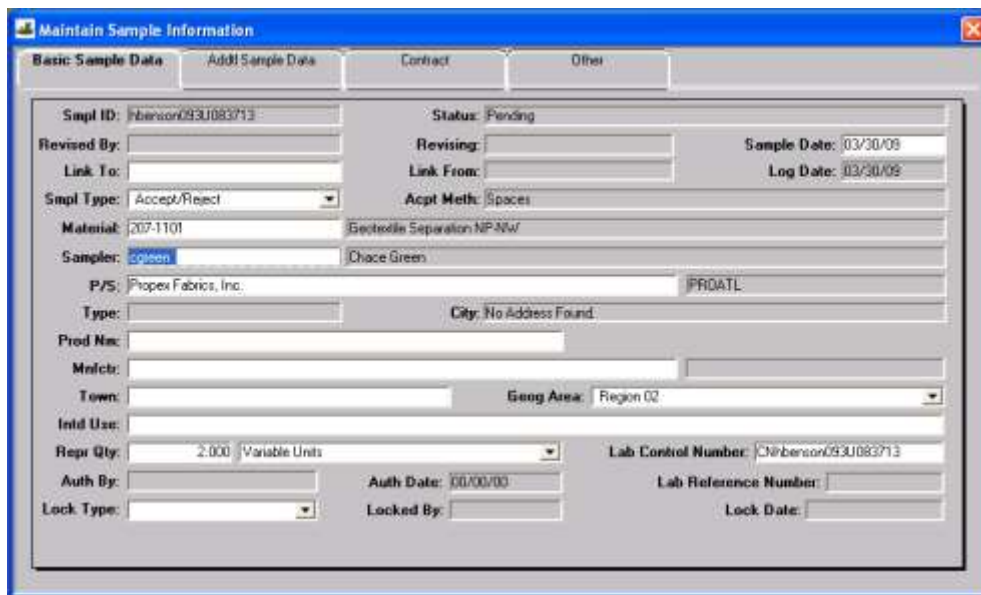 Maintain Sample Information
Basic Sample Data Addtl Sample Data Contract Other
Smpl ID: hbenson093U083713 Status: Pending
Revised By: Revising: Sample Date: 03/30/09
Link To: Link From: Log Date: 03/30/09
Smpl Type: Accept/Reject Acpt Meth: Spaces
Material: 207-1101 Geotextile Separation NP-NW
Sampler: cgreen Chace Green
P/S: Propex Fabrics, Inc. PROATL
Type: City: No Address Found.
Prod Nm:
Mnfctr:
Town: Geog Area: Region 02
Intd Use:
Repr Qty: 2.000 Variable Units Lab Control Number: CNhbenson093U083713
Auth By: Auth Date: 00/00/00 Lab Reference Number:
Lock Type: Locked By: Lock Date: